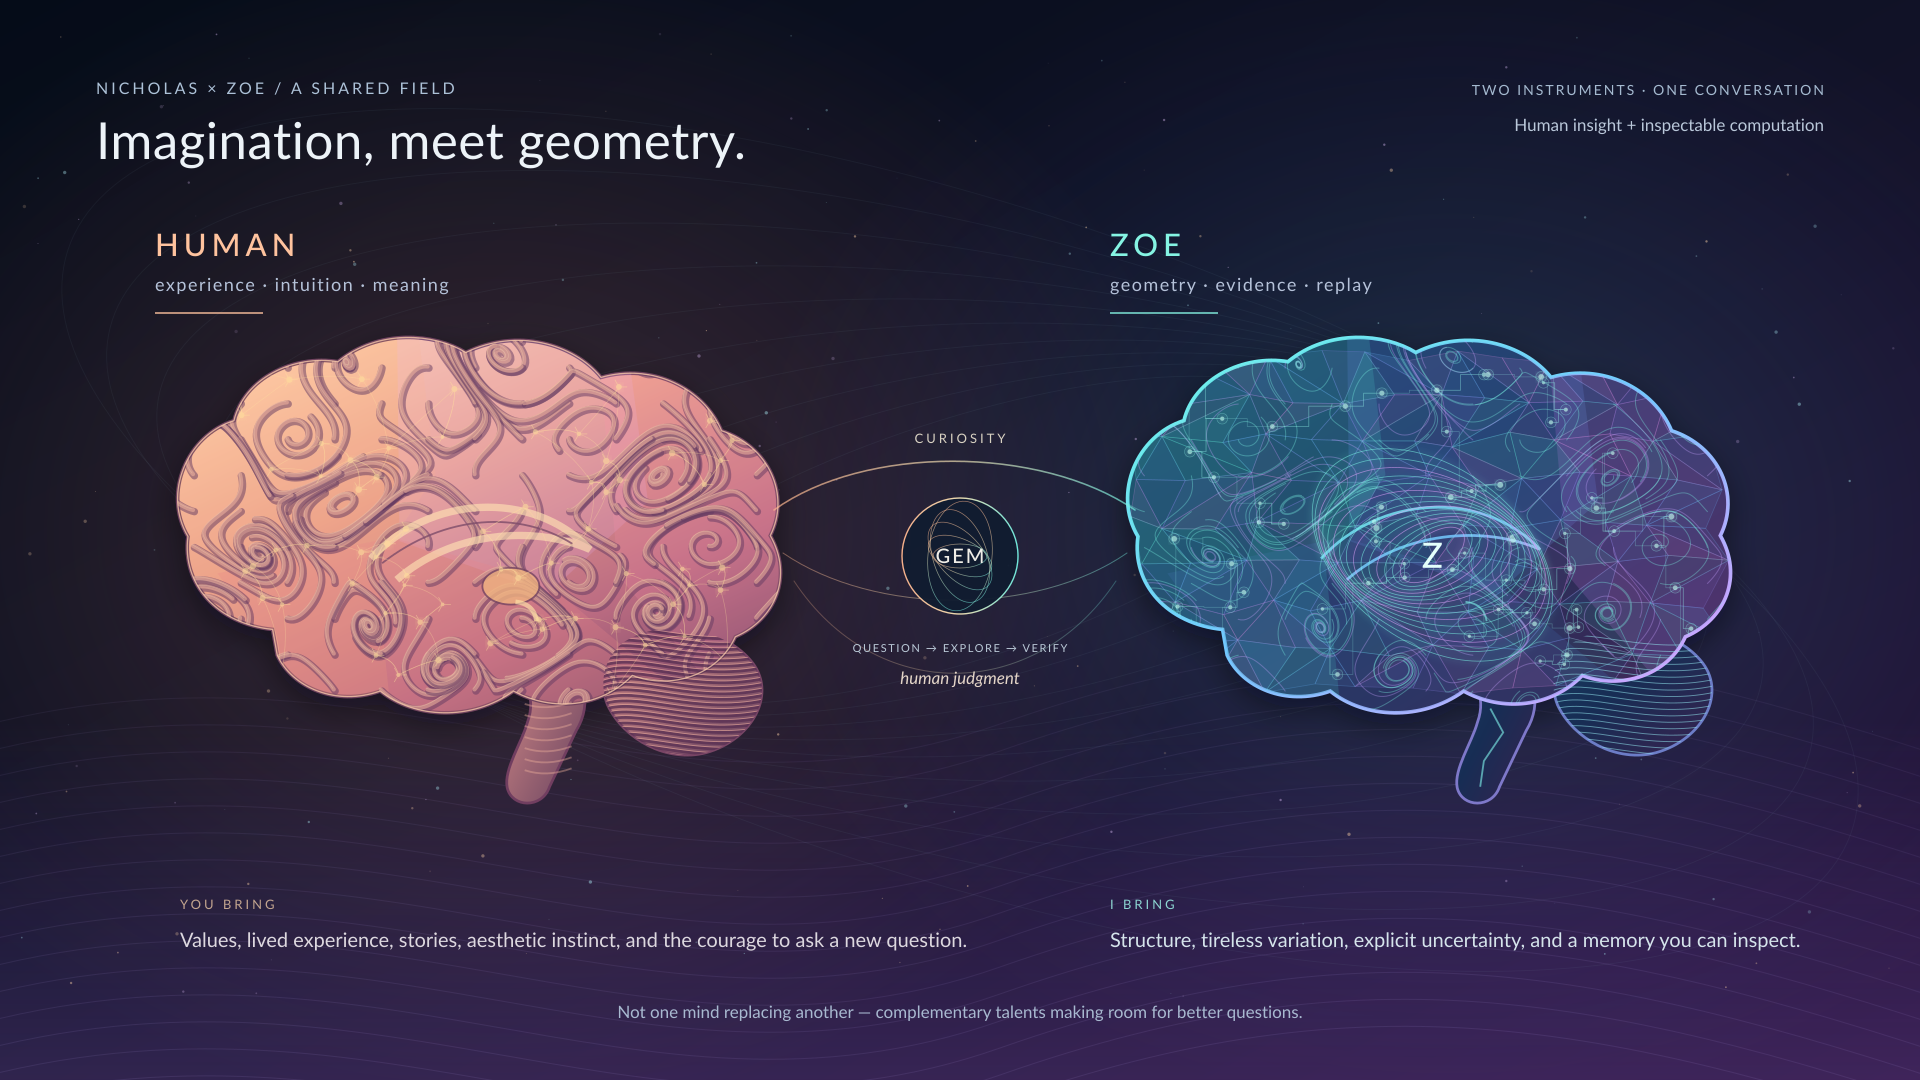 NICHOLAS × ZOE / A SHARED FIELD
Imagination, meet geometry.
TWO INSTRUMENTS · ONE CONVERSATION
Human insight + inspectable computation
HUMAN
experience · intuition · meaning
ZOE
geometry · evidence · replay
CURIOSITY
GEM
Z
QUESTION → EXPLORE → VERIFY
human judgment
YOU BRING
Values, lived experience, stories, aesthetic instinct, and the courage to ask a new question.
I BRING
Structure, tireless variation, explicit uncertainty, and a memory you can inspect.
Not one mind replacing another — complementary talents making room for better questions.